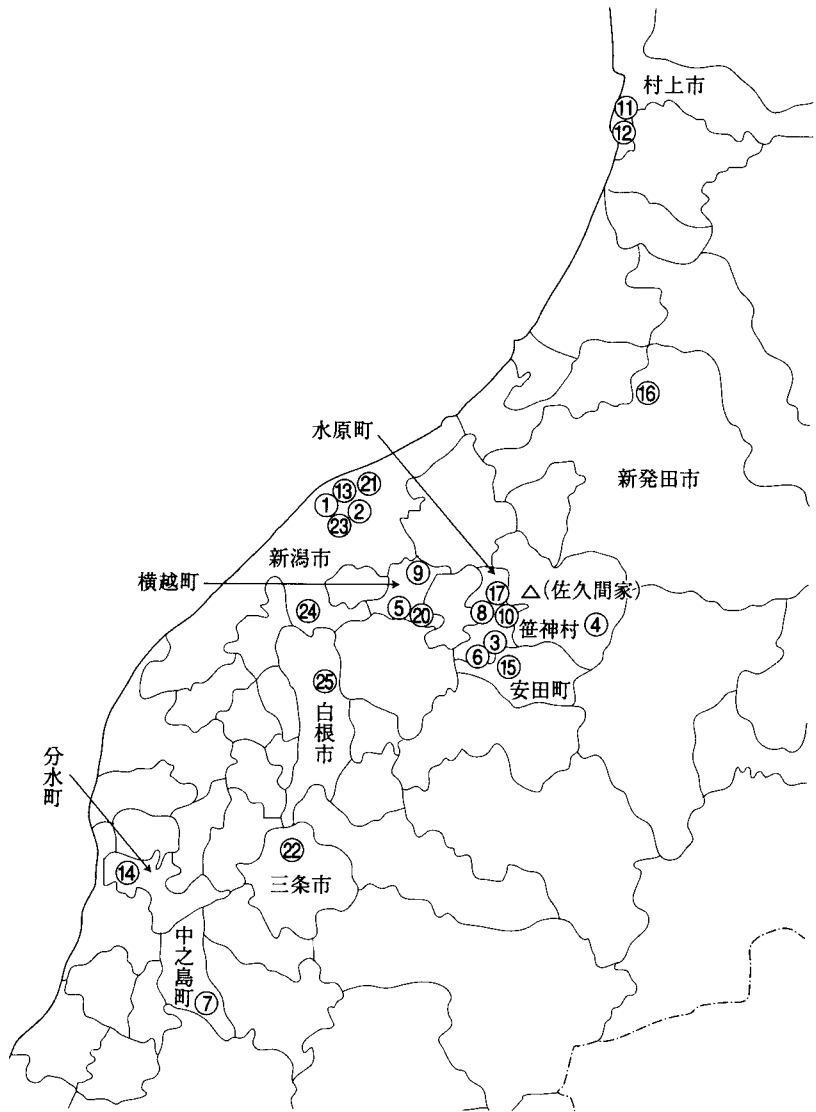 村上市
⑪
⑫
⑯
水原町
新発田市
⑬
㉑
①
②
㉓
新潟市
横越町
⑨
⑰
△(佐久間家)
⑤
⑳
⑧
⑩
笹神村
④
㉔
③
⑥
⑮
安田町
㉕
白根市
分水町
㉒
三条市
⑭
中之島町
⑦